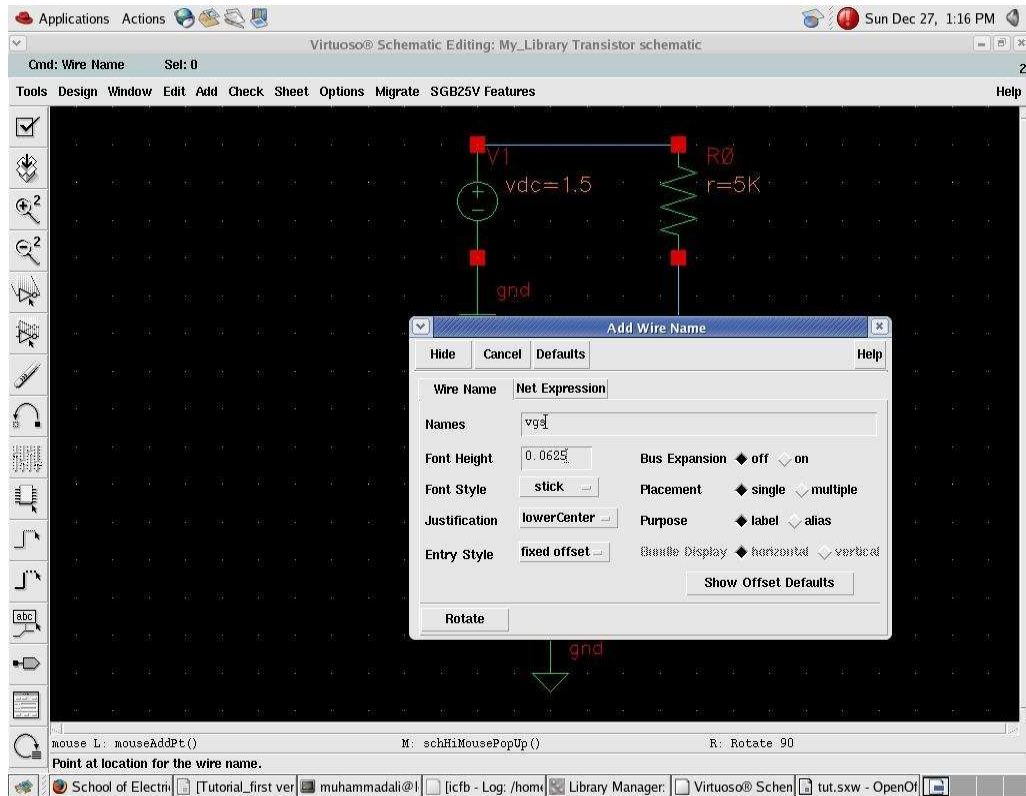 Applications Actions Sun Dec 27, 1:16 PM
Virtuoso® Schematic Editing: My_Library Transistor schematic
Cmd: Wire Name Sel: 0
2
Tools Design Window Edit Add Check Sheet Options Migrate SGB25V Features Help
V1
vdc=1.5
R0
r=5K
gnd
Add Wire Name
Hide Cancel Defaults Help
Wire Name Net Expression
Names vgs
Font Height 0.0625 Bus Expansion off on
Font Style stick Placement single multiple
Justification lowerCenter Purpose label alias
Entry Style fixed offset Bundle Display horizontal vertical
Show Offset Defaults
Rotate
gnd
2
2
abc
mouse L: mouseAddPt() M: schHiMousePopUp() R: Rotate 90
Point at location for the wire name.
School of Electri [Tutorial_first ver muhammadali@l [icfb - Log: /home Library Manager: Virtuoso® Schen tut.sxw - OpenOf